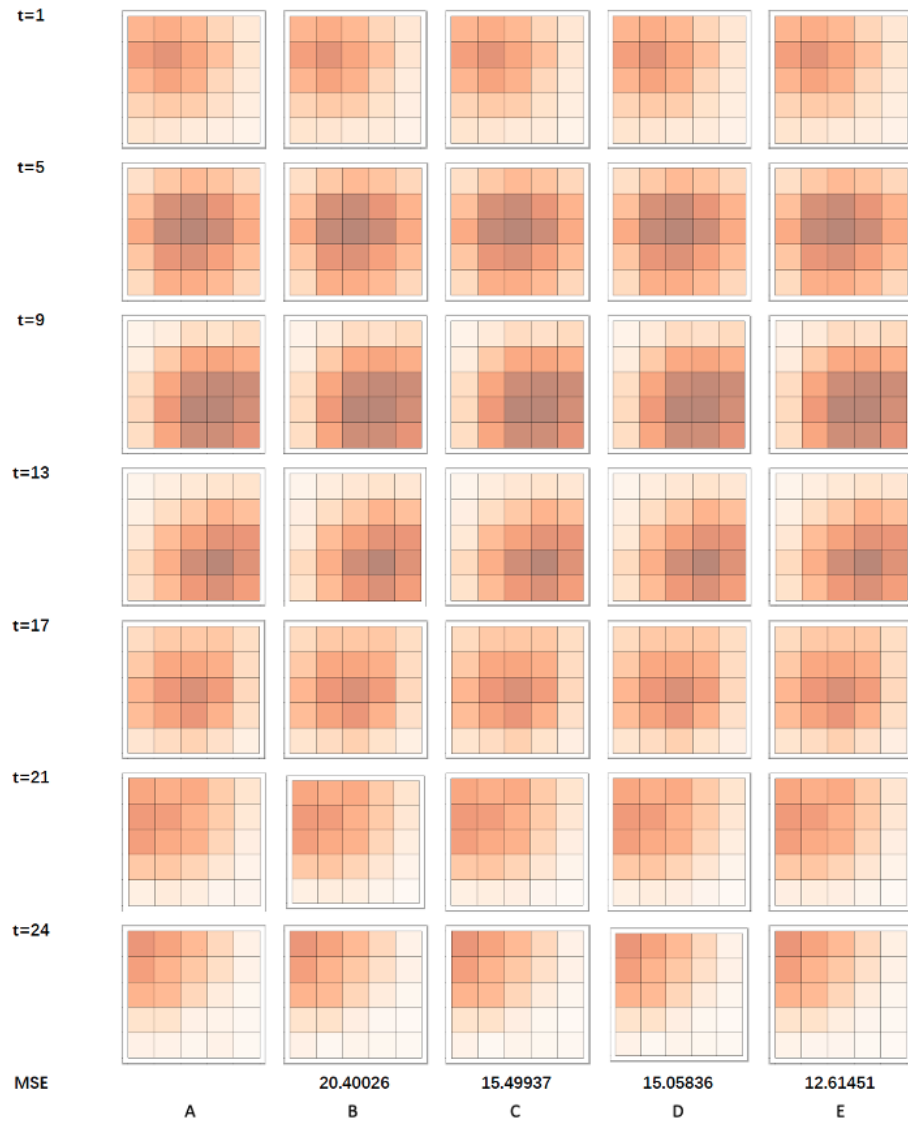 t=1
t=5
t=9
t=13
t=17
t=21
t=24
MSE 20.40026 15.49937 15.05836 12.61451
A B C D E